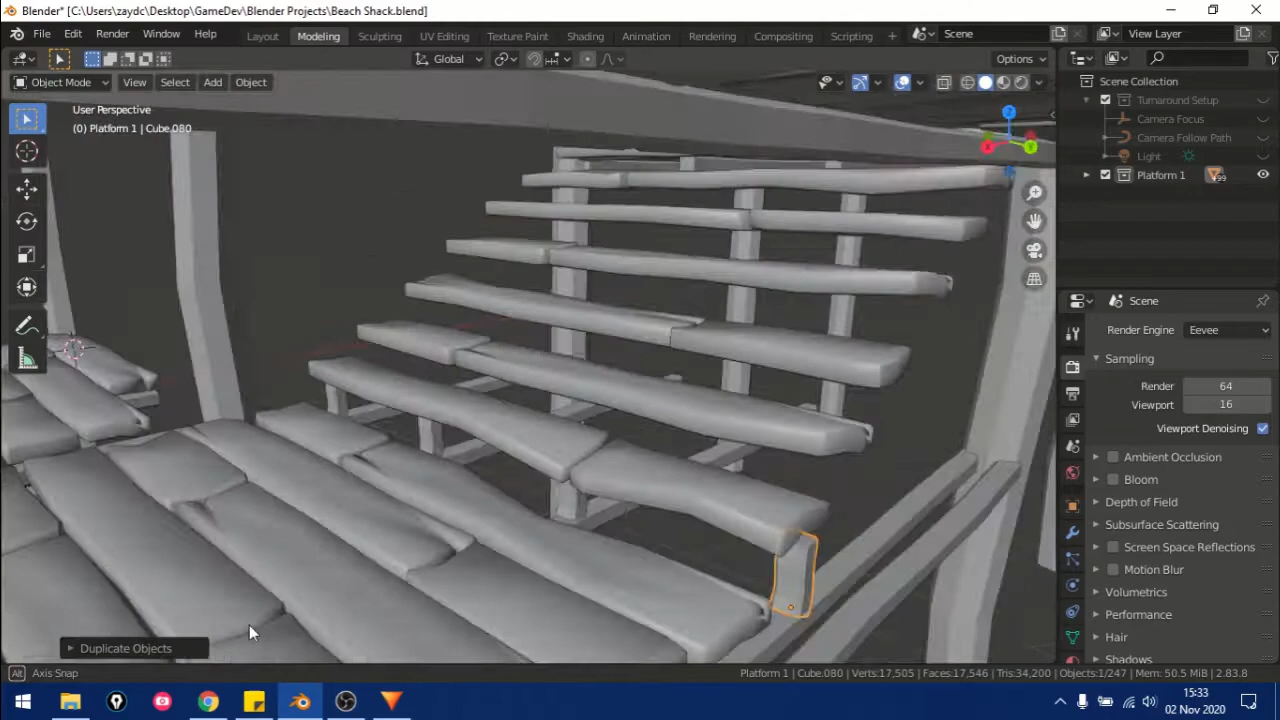 Blender* [C:\Users\zaydc\Desktop\GameDev\Blender Projects\Beach Shack.blend]
File Edit Render Window Help Layout Modeling Sculpting UV Editing Texture Paint Shading Animation Rendering Compositing Scripting + Scene View Layer
Global Options
Object Mode View Select Add Object
User Perspective
(0) Platform 1 | Cube.080
Z
X
Y
Scene Collection
Turnaround Setup
Camera Focus
Camera Follow Path
Light
Platform 1
Scene
Render Engine Eevee
Sampling
Render 64
Viewport 16
Viewport Denoising
Ambient Occlusion
Bloom
Depth of Field
Subsurface Scattering
Screen Space Reflections
Motion Blur
Volumetrics
Performance
Hair
Shadows
Duplicate Objects
Alt Axis Snap
Platform 1 | Cube.080 | Verts:17,505 | Faces:17,546 | Tris:34,200 | Objects:1/247 | Mem: 50.5 MiB | 2.83.8
15:33
02 Nov 2020